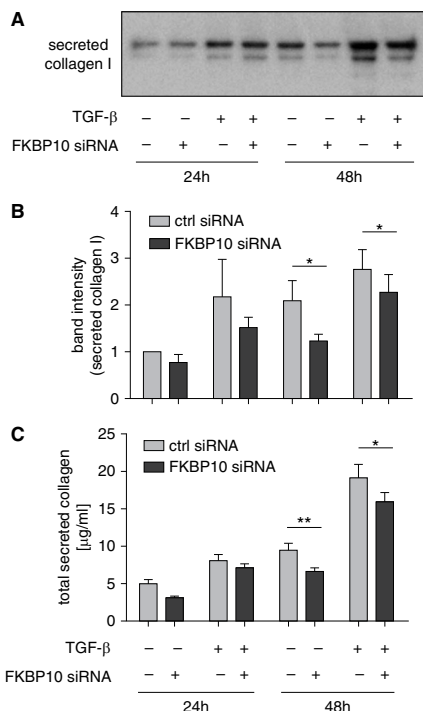 A
secreted
collagen I
TGF-β – – + + – – + +
FKBP10 siRNA – + – + – + – +
24h 48h
B
band intensity
(secreted collagen I)
4
3
2
1
0
ctrl siRNA
FKBP10 siRNA
*
*
C
total secreted collagen
[μg/ml]
25
20
15
10
5
0
ctrl siRNA
FKBP10 siRNA
**
*
TGF-β – – + + – – + +
FKBP10 siRNA – + – + – + – +
24h 48h